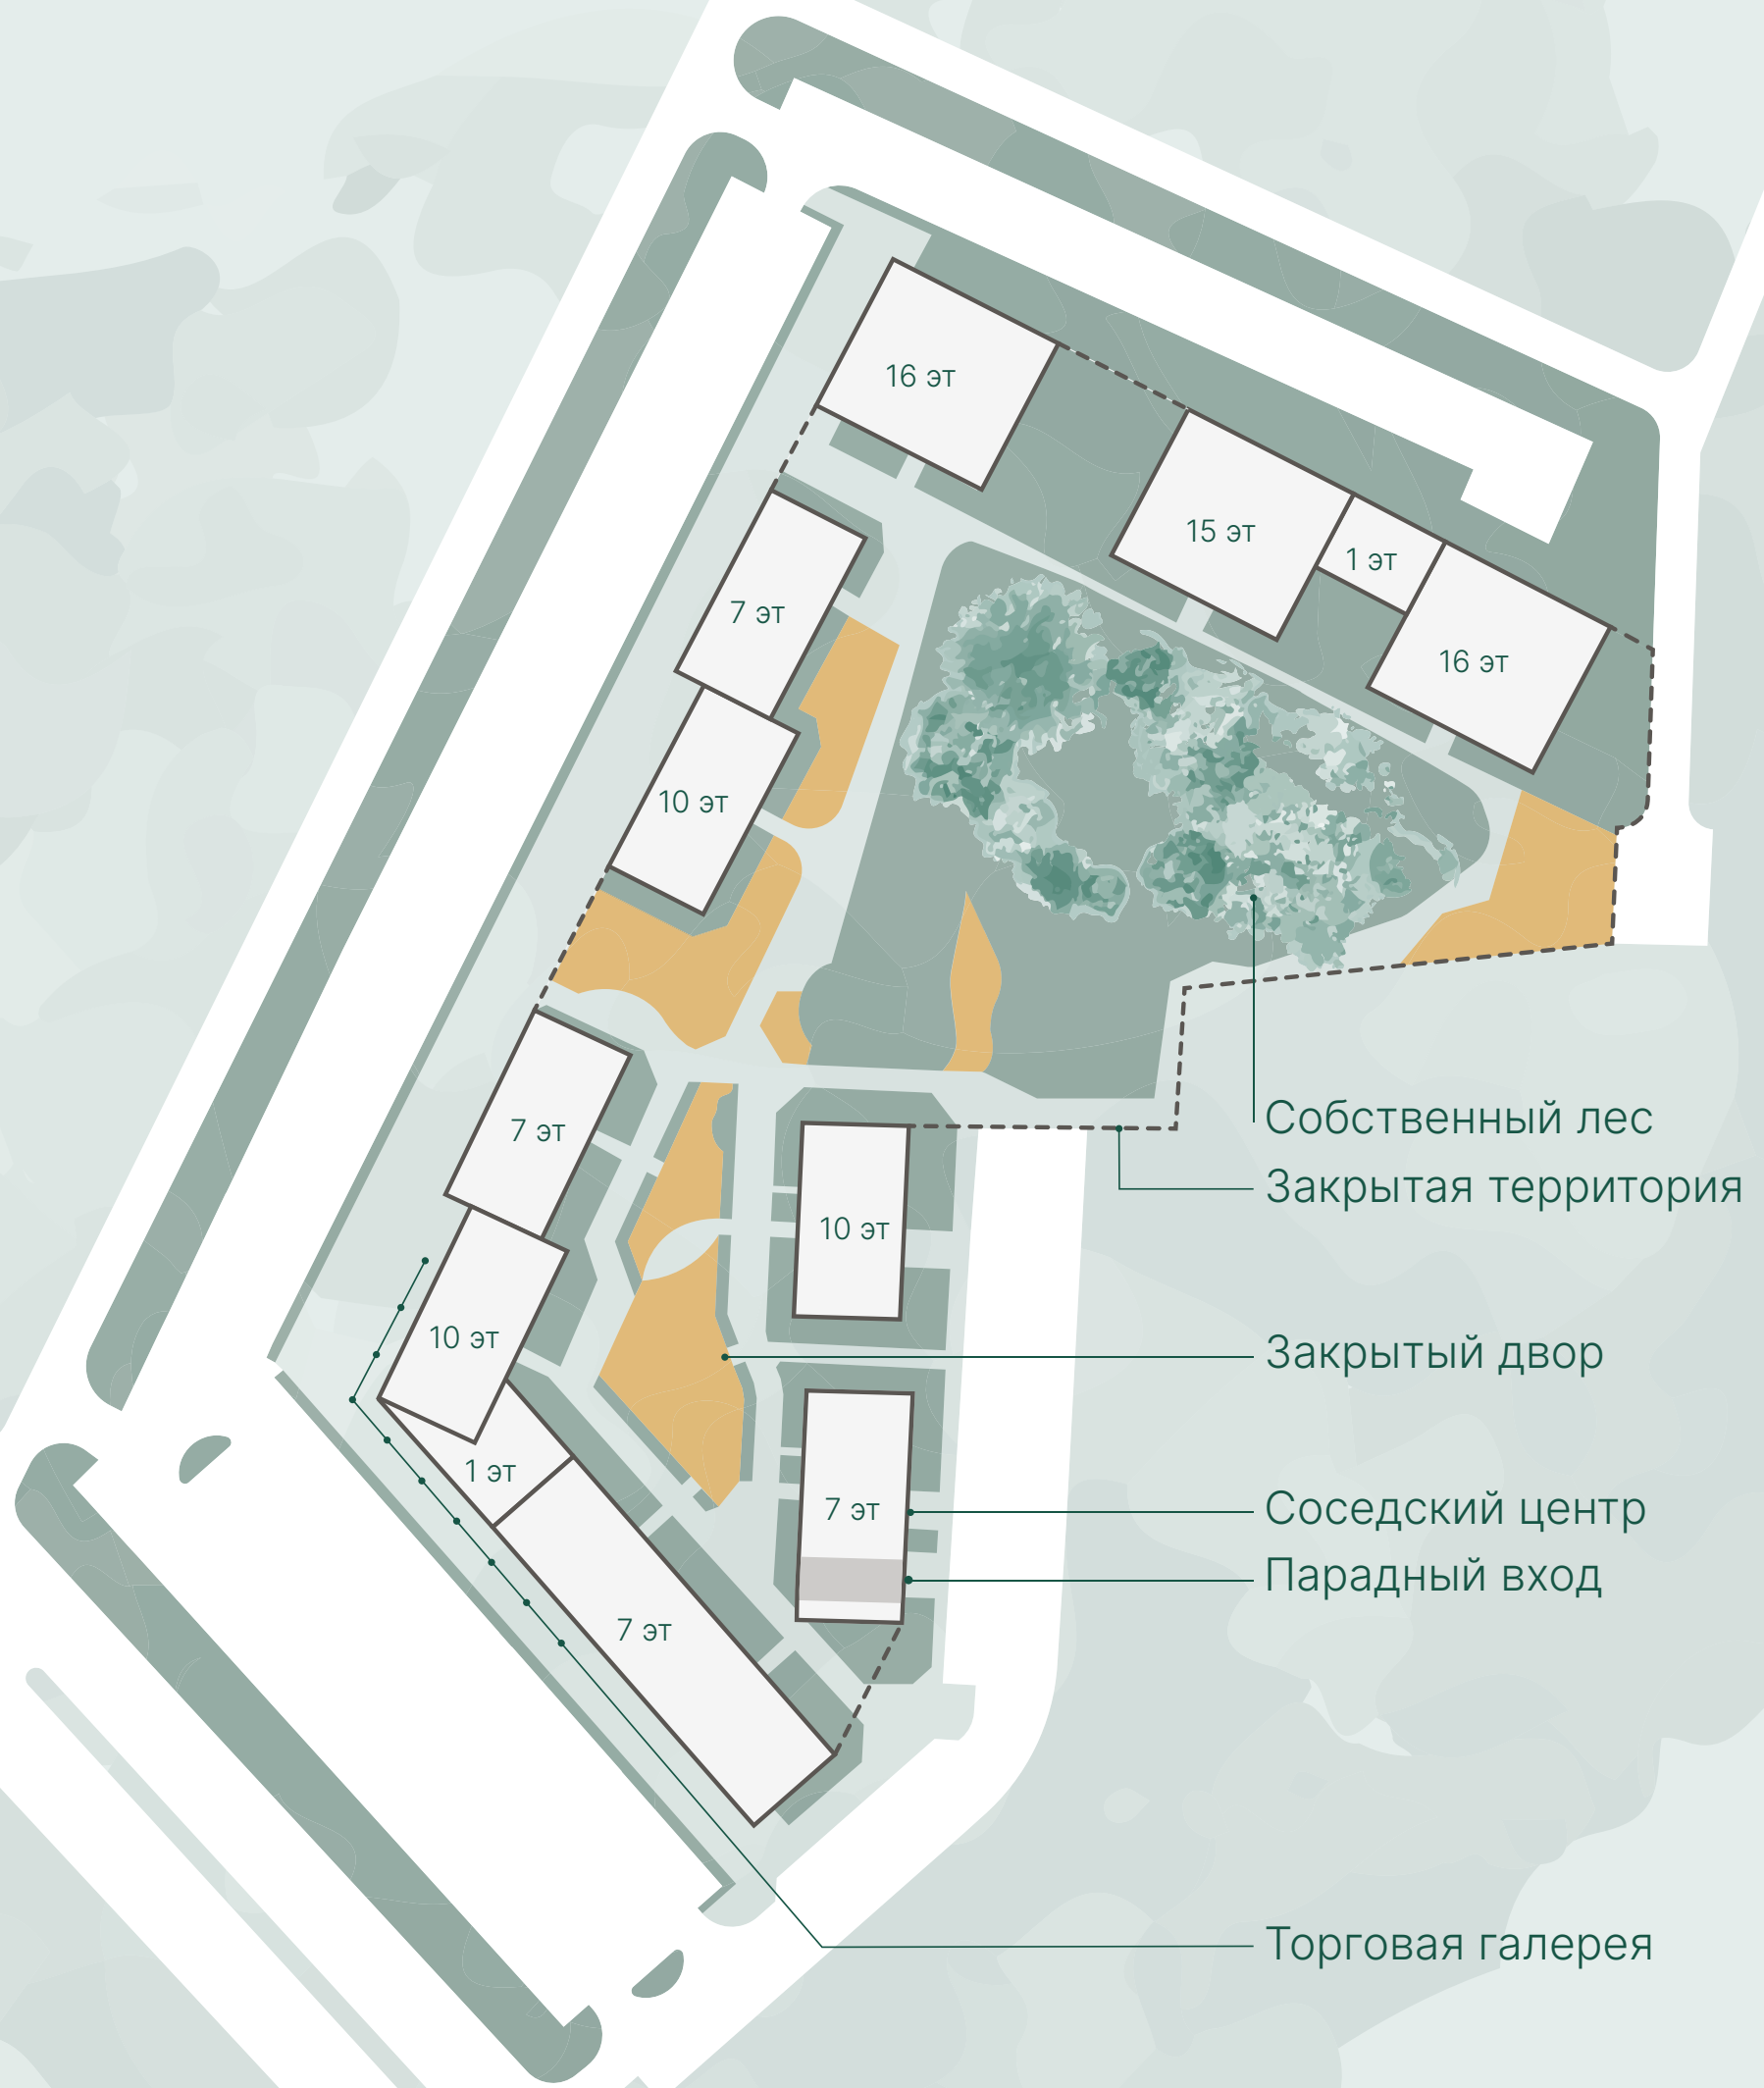 16 эт
15 эт
1 эт
7 эт
16 эт
10 эт
Собственный лес
7 эт
Закрытая территория
10 эт
10 эт
Закрытый двор
1 эт
7 эт
Соседский центр
Парадный вход
7 эт
Торговая галерея